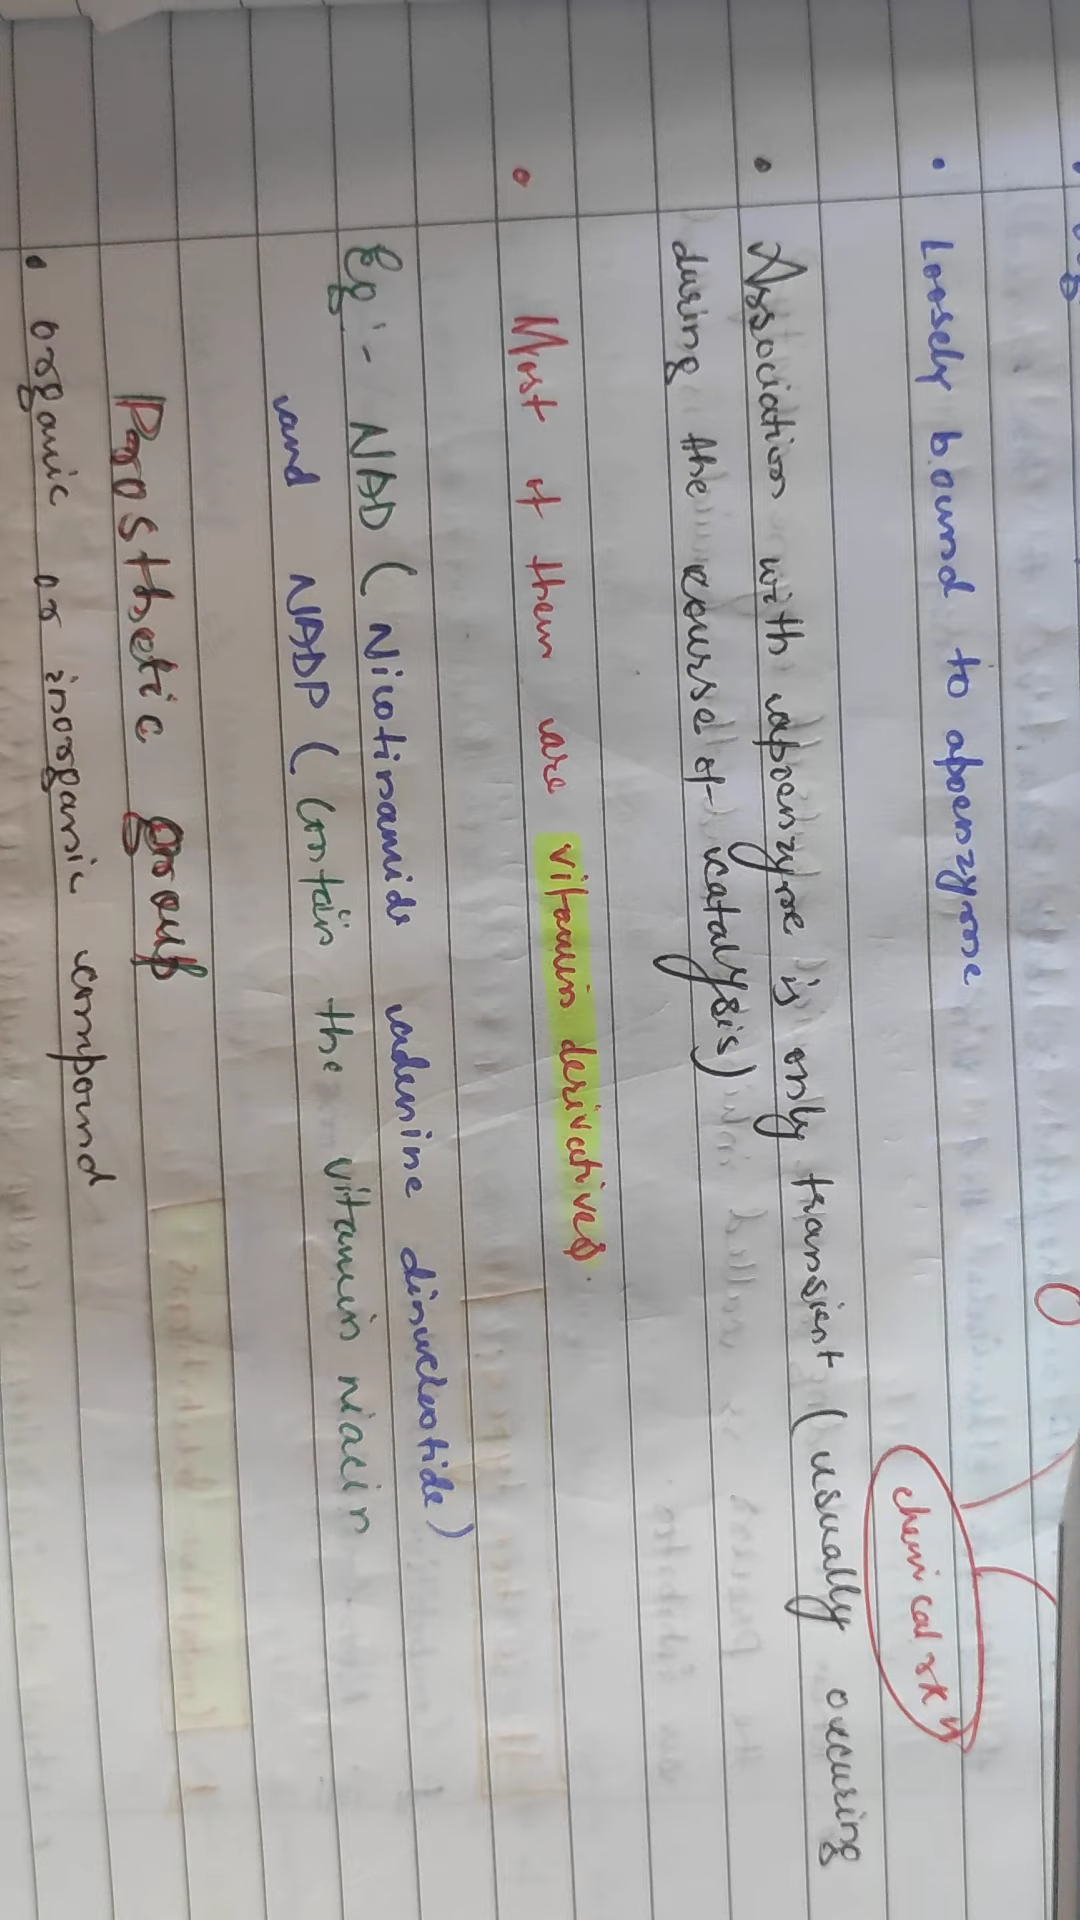 • Loosely bound to apoenzyme
chemical rxn
• Association with apoenzyme is only transient (usually occuring
during the course of catalysis)
• Most of them are vitamin derivatives.
Eg:- NAD (Nicotinamide adenine dinucleotide)
and NADP (Contain the vitamin niacin
Prosthetic group
• organic or inorganic compound